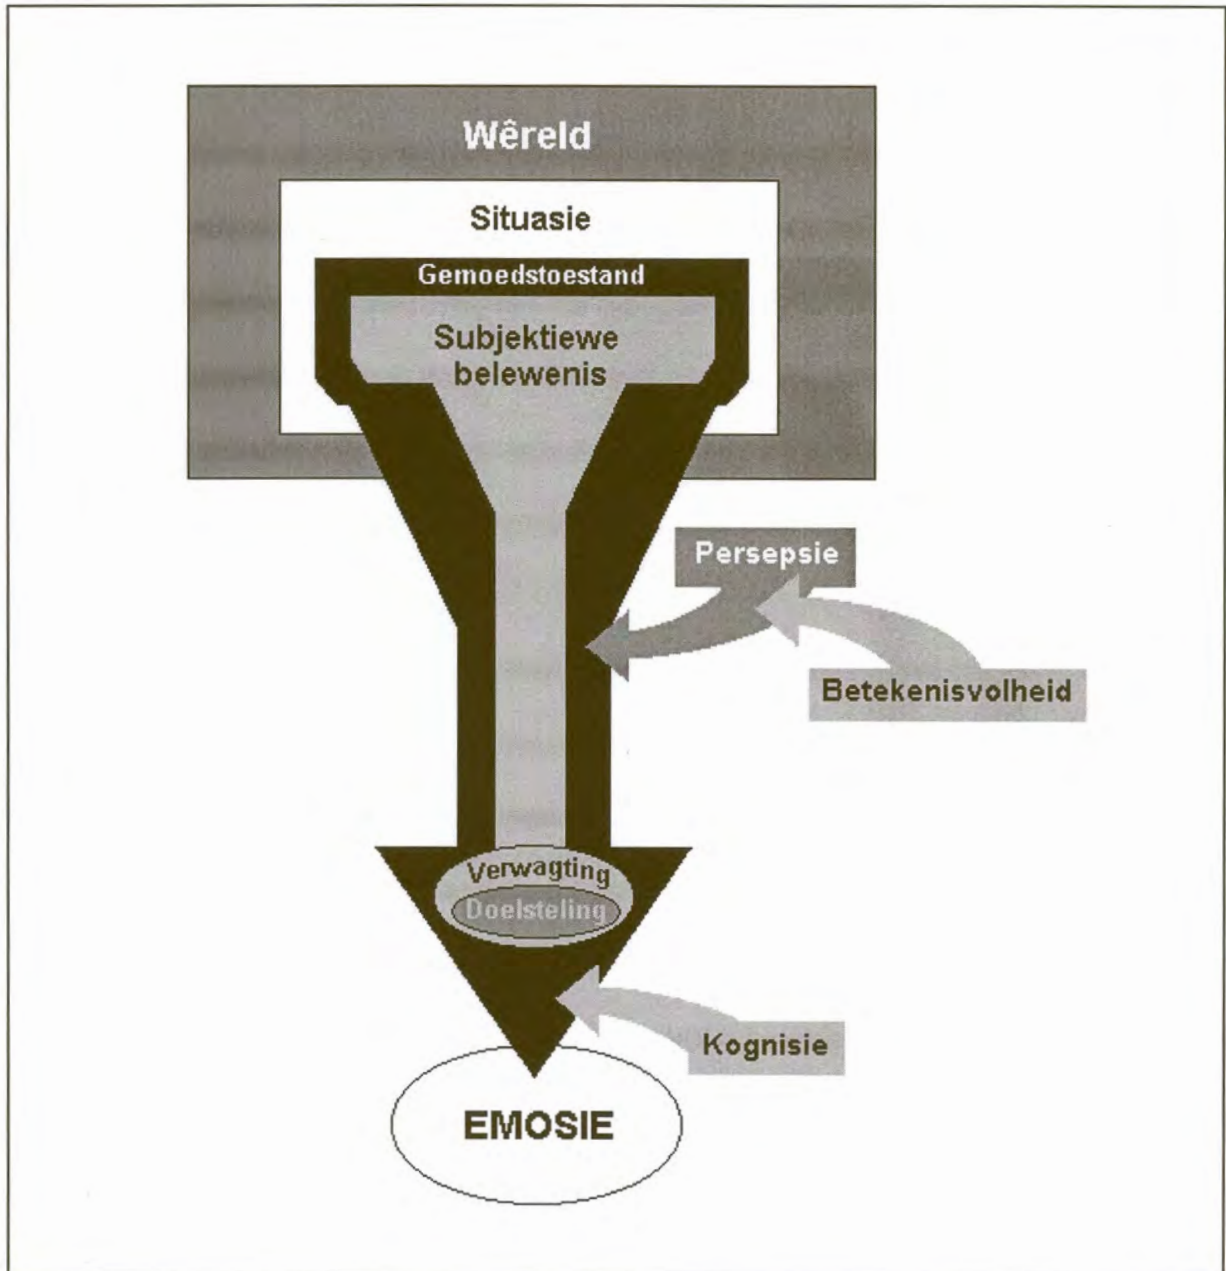 Wêreld
Situasie
Gemoedstoestand
Subjektiewe
belewenis
Persepsie
Betekenisvolheid
Verwagting
Doelsteling
Kognisie
EMOSIE